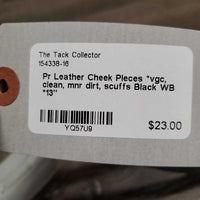 The Tack Collector
154338-16
Pr Leather Cheek Pieces *vgc,
clean, mnr dirt, scuffs Black WB
*13"
$23.00
YQ57U9